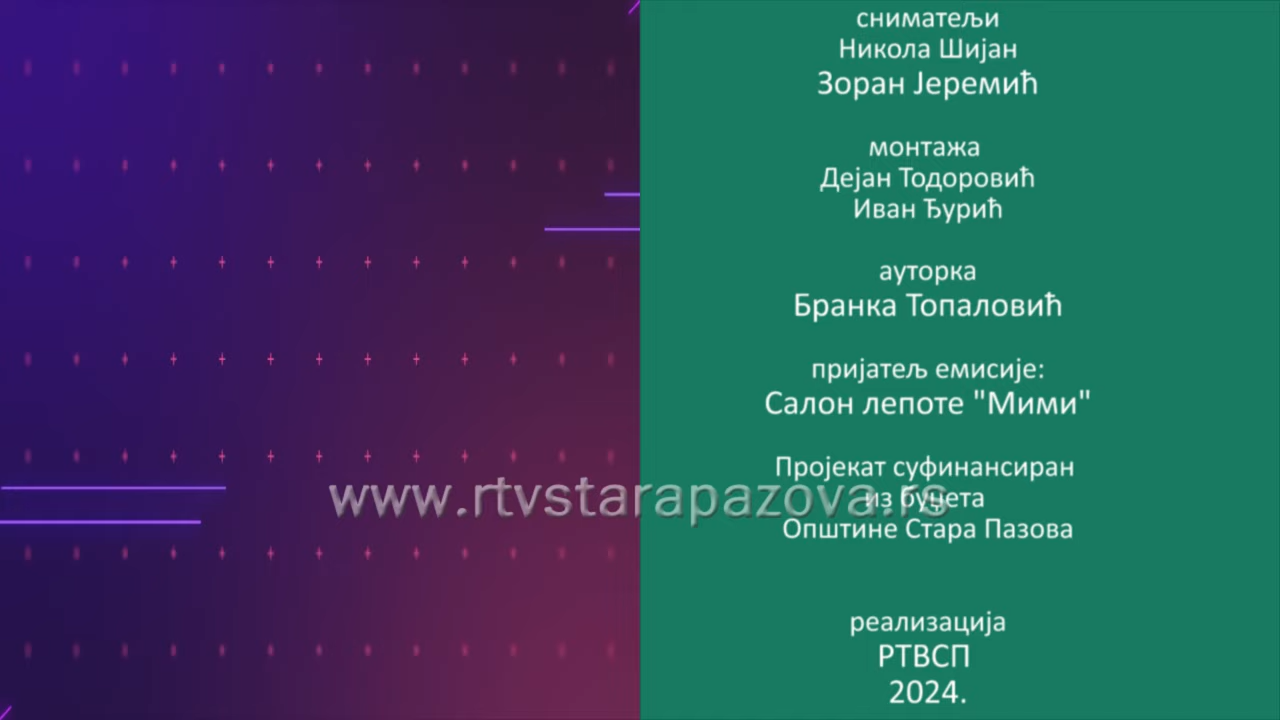 сниматељи
Никола Шијан
Зоран Јеремић
монтажа
Дејан Тодоровић
Иван Ђурић
ауторка
Бранка Топаловић
пријатељ емисије:
Салон лепоте "Мими"
Пројекат суфинансиран
из буџета
www.rtvstarapazova.rs
Општине Стара Пазова
реализација
РТВСП
2024.